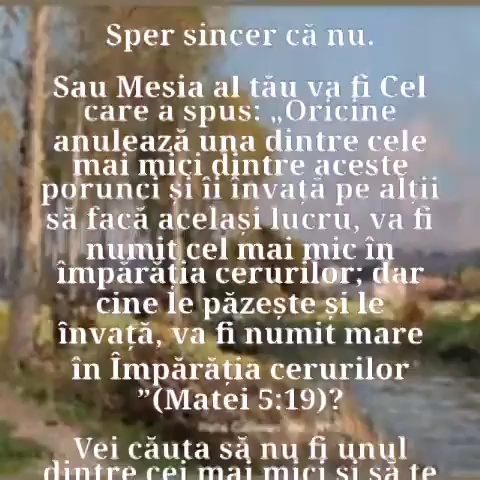 Sper sincer că nu.
Sau Mesia al tău va fi Cel
care a spus: „Oricine
anulează una dintre cele
mai mici dintre aceste
porunci și îi învață pe alții
să facă același lucru, va fi
numit cel mai mic în
împărăția cerurilor; dar
cine le păzește și le
învață, va fi numit mare
în Împărăția cerurilor
”(Matei 5:19)?
Vei căuta să nu fi unul
dintre cei mai mici și să te